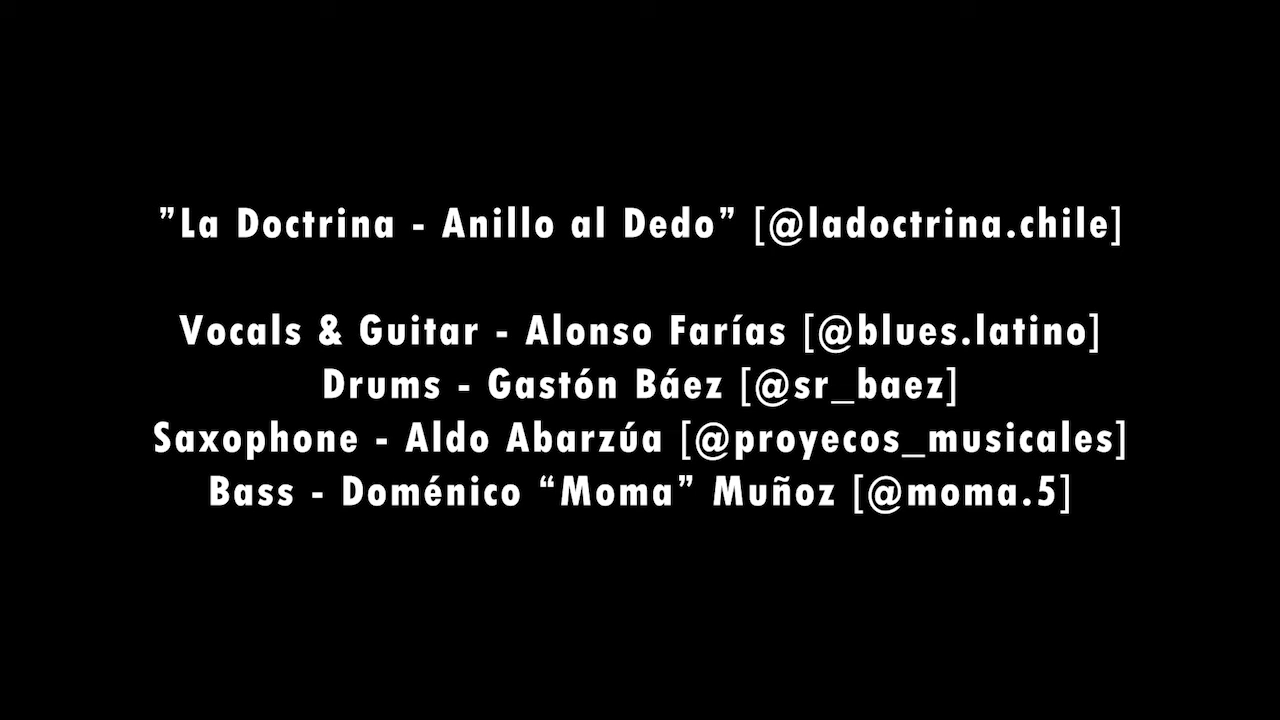 ”La Doctrina - Anillo al Dedo” [@ladoctrina.chile]
Vocals & Guitar - Alonso Farías [@blues.latino]
Drums - Gastón Báez [@sr_baez]
Saxophone - Aldo Abarzúa [@proyecos_musicales]
Bass - Doménico “Moma” Muñoz [@moma.5]